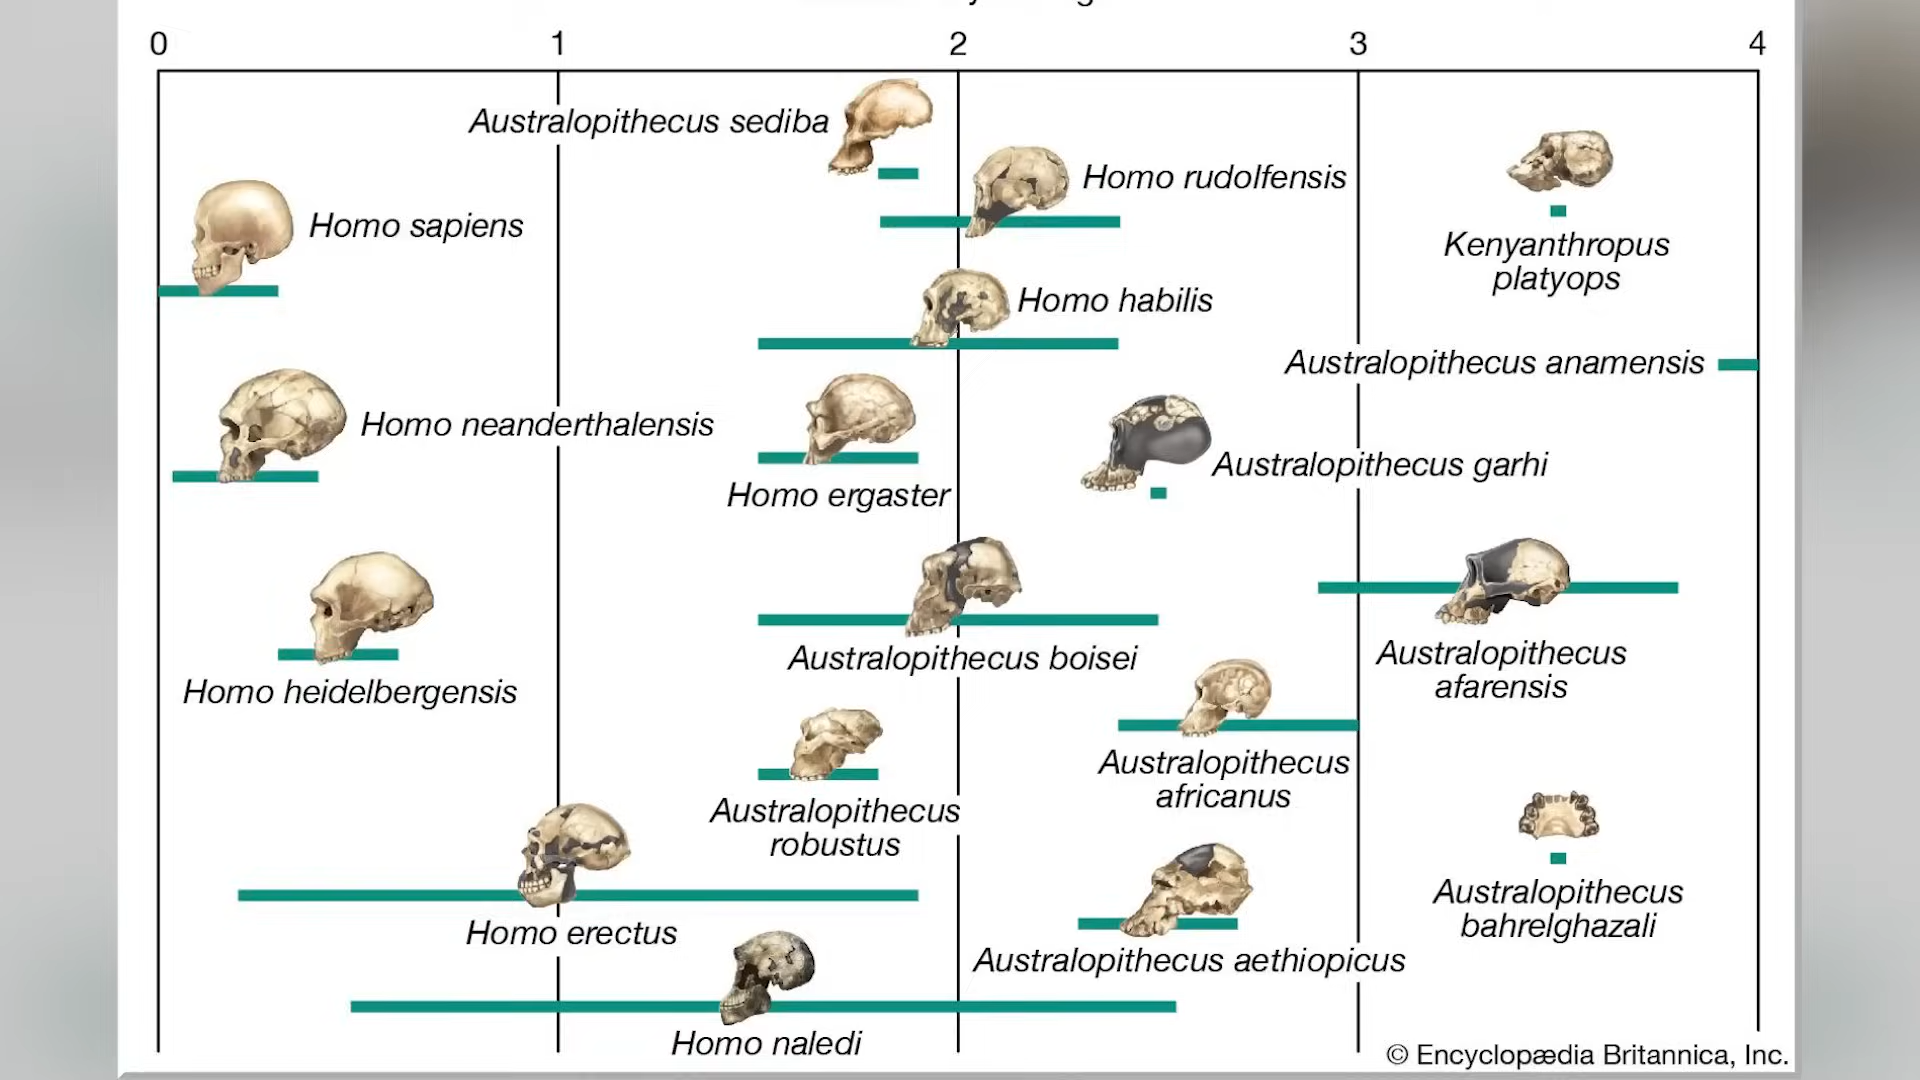 0 1 2 3 4
Australopithecus sediba
Homo rudolfensis
Homo sapiens
Kenyanthropus
platyops
Homo habilis
Australopithecus anamensis
Homo neanderthalensis
Australopithecus garhi
Homo ergaster
Australopithecus boisei
Australopithecus
afarensis
Homo heidelbergensis
Australopithecus
africanus
Australopithecus
robustus
Australopithecus
bahrelghazali
Homo erectus
Australopithecus aethiopicus
Homo naledi
© Encyclopædia Britannica, Inc.